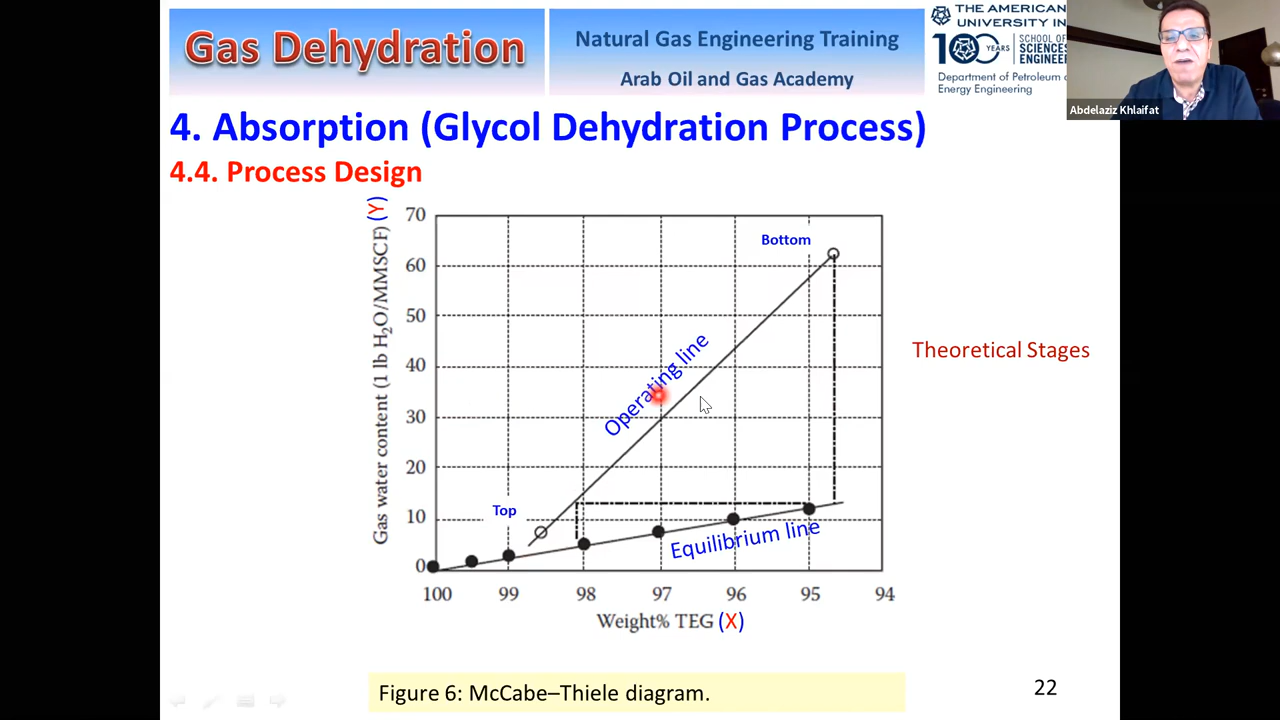 Gas Dehydration
Natural Gas Engineering Training
Arab Oil and Gas Academy
THE AMERICAN
UNIVERSITY IN
100 YEARS
SCHOOL OF
SCIENCES
ENGINEE
Department of Petroleum
Energy Engineering
Abdelaziz Khlaifat
4. Absorption (Glycol Dehydration Process)
4.4. Process Design
Gas water content (1 lb H₂O/MMSCF) (Y)
70
60
50
40
30
20
10
0
Bottom
Operating line
Top
Equilibrium line
Theoretical Stages
100 99 98 97 96 95 94
Weight% TEG (X)
Figure 6: McCabe–Thiele diagram.
22